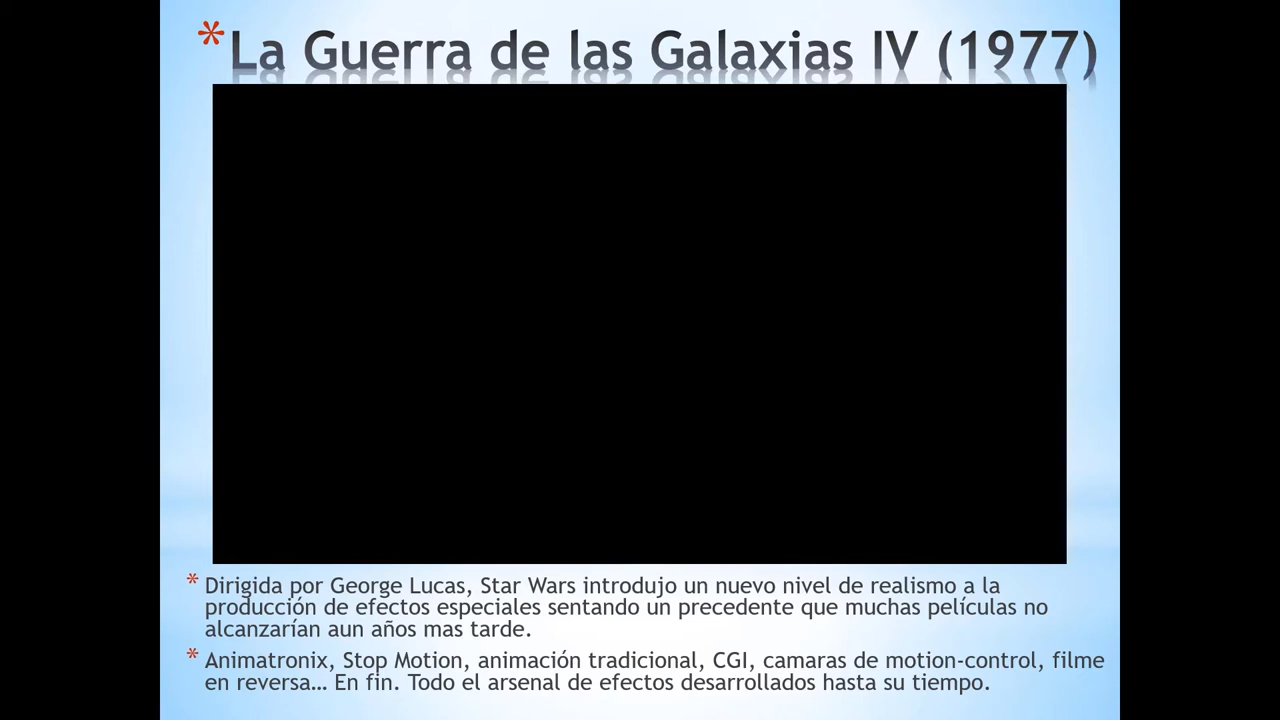 * La Guerra de las Galaxias IV (1977)
* Dirigida por George Lucas, Star Wars introdujo un nuevo nivel de realismo a la
producción de efectos especiales sentando un precedente que muchas películas no
alcanzarían aun años mas tarde.
* Animatronix, Stop Motion, animación tradicional, CGI, camaras de motion-control, filme
en reversa… En fin. Todo el arsenal de efectos desarrollados hasta su tiempo.